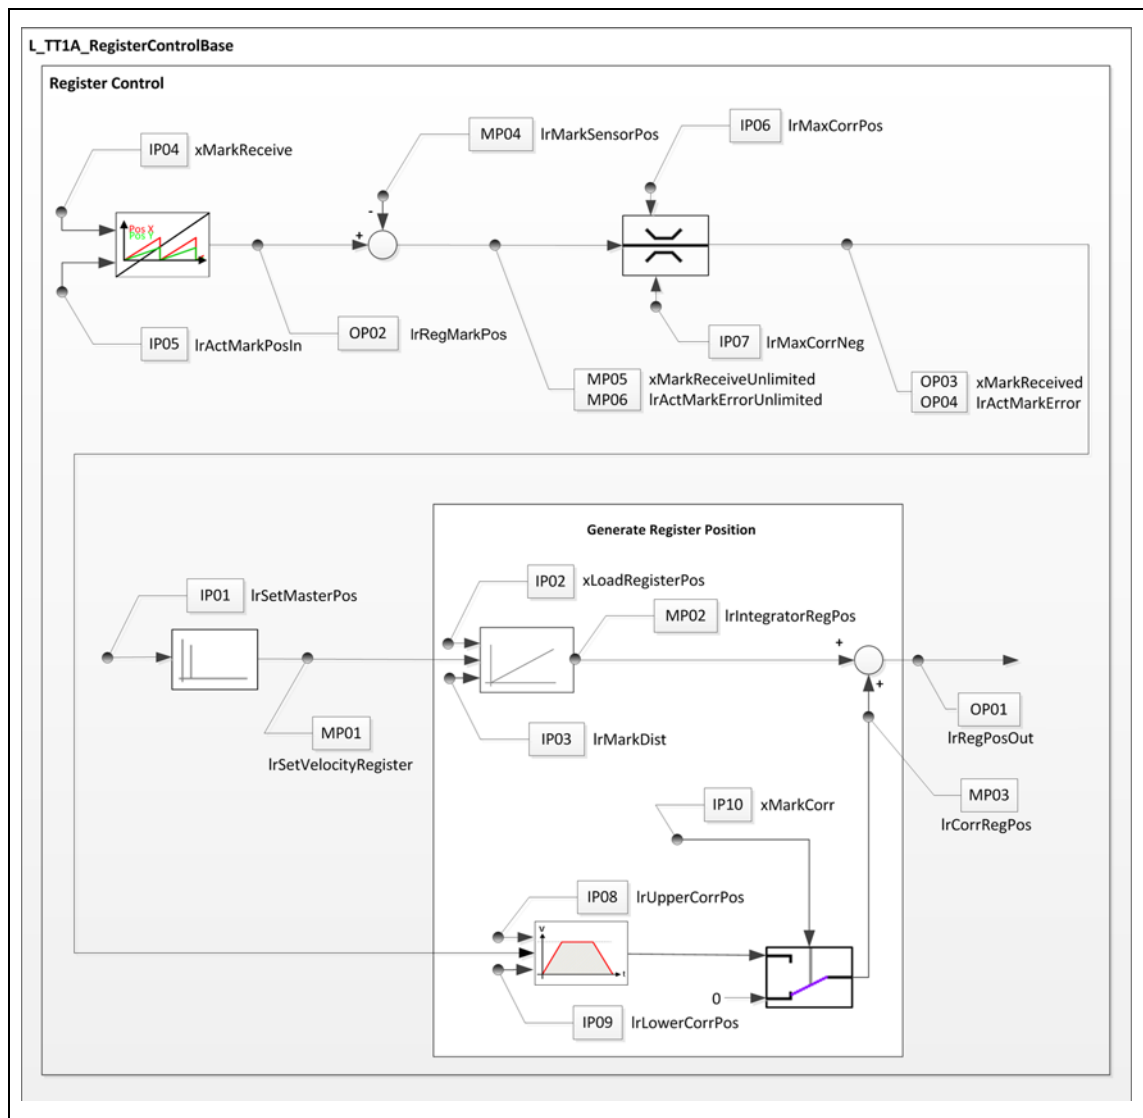 L_TT1A_RegisterControlBase
Register Control
IP04 xMarkReceive
MP04 lrMarkSensorPos
IP06 lrMaxCorrPos
Pos X
Pos Y
-
+
IP05 lrActMarkPosIn
OP02 lrRegMarkPos
IP07 lrMaxCorrNeg
MP05 xMarkReceiveUnlimited
MP06 lrActMarkErrorUnlimited
OP03 xMarkReceived
OP04 lrActMarkError
Generate Register Position
IP01 lrSetMasterPos
IP02 xLoadRegisterPos
MP02 lrIntegratorRegPos
+
+
MP01
lrSetVelocityRegister
IP03 lrMarkDist
OP01
lrRegPosOut
IP10 xMarkCorr
MP03
lrCorrRegPos
IP08 lrUpperCorrPos
v
t
0
IP09 lrLowerCorrPos